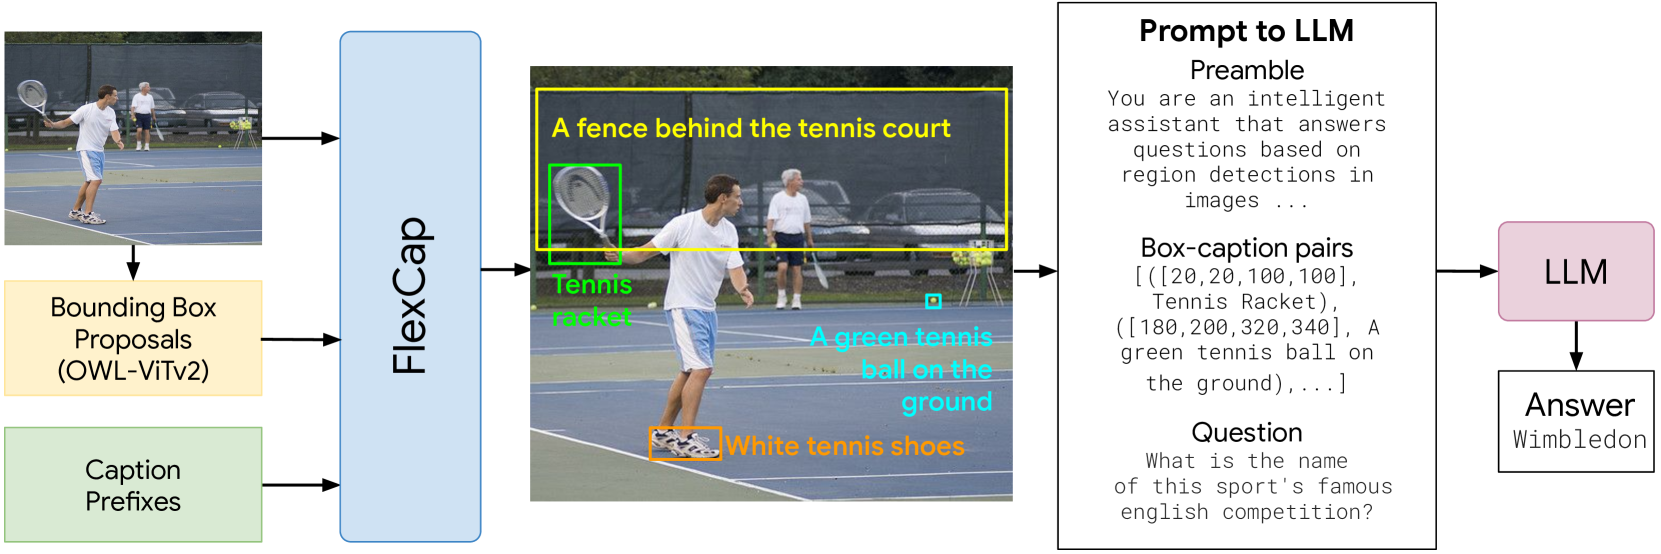 Bounding Box
Proposals
(OWL-ViTv2)
Caption
Prefixes
FlexCap
A fence behind the tennis court
Tennis
racket
A green tennis
ball on the
ground
White tennis shoes
Prompt to LLM
Preamble
You are an intelligent
assistant that answers
questions based on
region detections in
images ...
Box-caption pairs
[([20,20,100,100],
Tennis Racket),
([180,200,320,340], A
green tennis ball on
the ground),...]
Question
What is the name
of this sport's famous
english competition?
LLM
Answer
Wimbledon